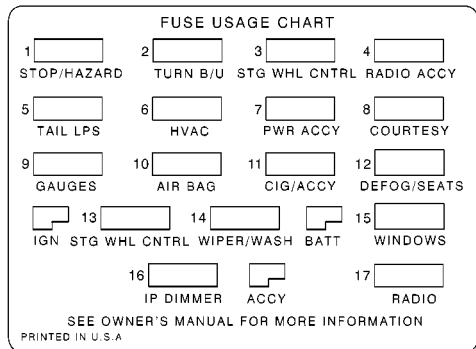 FUSE USAGE CHART
1 2 3 4
STOP/HAZARD TURN B/U STG WHL CNTRL RADIO ACCY
5 6 7 8
TAIL LPS HVAC PWR ACCY COURTESY
9 10 11 12
GAUGES AIR BAG CIG/ACCY DEFOG/SEATS
13 14 15
IGN STG WHL CNTRL WIPER/WASH BATT WINDOWS
16 17
IP DIMMER ACCY RADIO
SEE OWNER'S MANUAL FOR MORE INFORMATION
PRINTED IN U.S.A